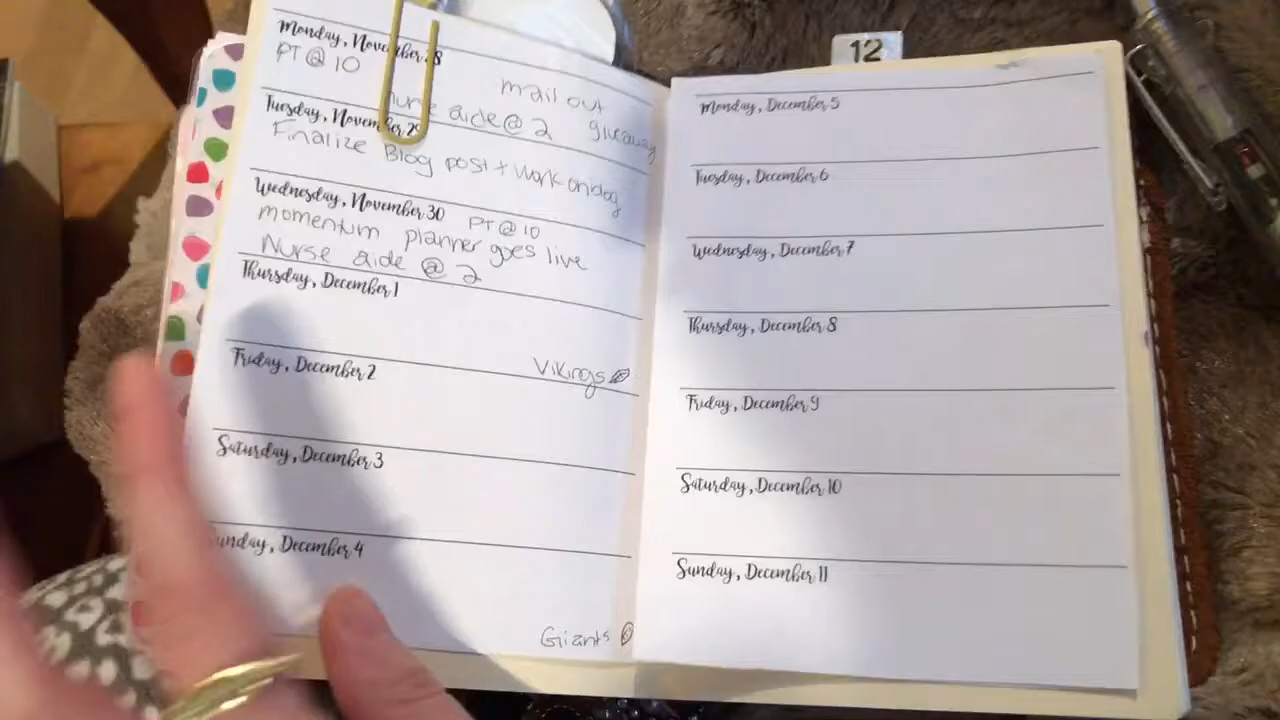 Monday, November 28
PT @ 10
mail out
giveaway
Nurse aide @ 2
Tuesday, November 29
Finalize Blog post + work on dog
Wednesday, November 30
PT @ 10
momentum planner goes live
Nurse aide @ 2
Thursday, December 1
Vikings
Friday, December 2
Saturday, December 3
Sunday, December 4
Giants
12
Monday, December 5
Tuesday, December 6
Wednesday, December 7
Thursday, December 8
Friday, December 9
Saturday, December 10
Sunday, December 11